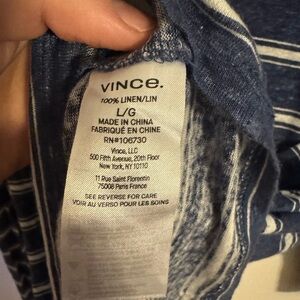 VINCE.
100% LINEN/LIN
L/G
MADE IN CHINA
FABRIQUÉ EN CHINE
RN#106730
Vince, LLC
500 Fifth Avenue, 20th Floor
New York, NY 10110
11 Rue Saint Florentin
75008 Paris France
SEE REVERSE FOR CARE
VOIR AU VERSO POUR LES SOINS